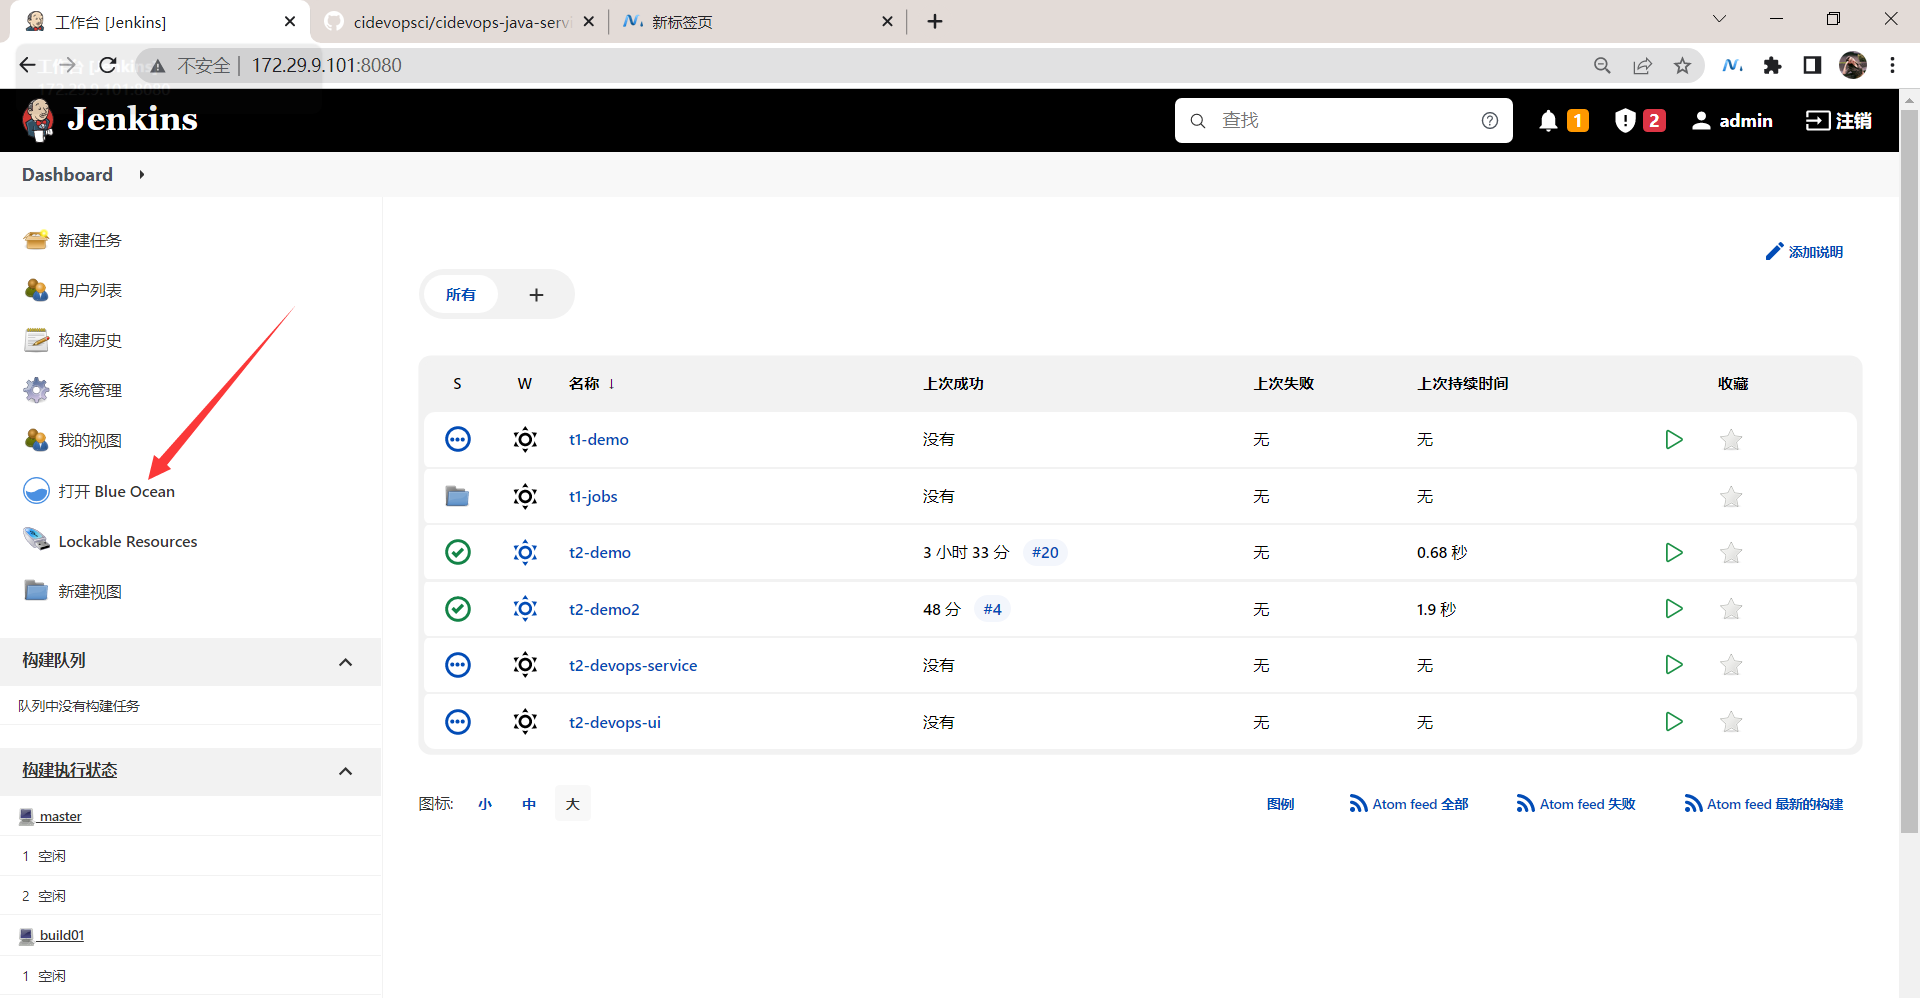 工作台 [Jenkins]
cidevopsci/cidevops-java-serv
新标签页
不安全 | 172.29.9.101:8080
Jenkins
查找
1
2
admin
注销
Dashboard
新建任务
用户列表
构建历史
系统管理
我的视图
打开 Blue Ocean
Lockable Resources
新建视图
构建队列
队列中没有构建任务
构建执行状态
master
1 空闲
2 空闲
build01
1 空闲
添加说明
所有 +
S W 名称 ↓ 上次成功 上次失败 上次持续时间 收藏
t1-demo 没有 无 无
t1-jobs 没有 无 无
t2-demo 3 小时 33 分 #20 无 0.68 秒
t2-demo2 48 分 #4 无 1.9 秒
t2-devops-service 没有 无 无
t2-devops-ui 没有 无 无
图标: 小 中 大
图例 Atom feed 全部 Atom feed 失败 Atom feed 最新的构建